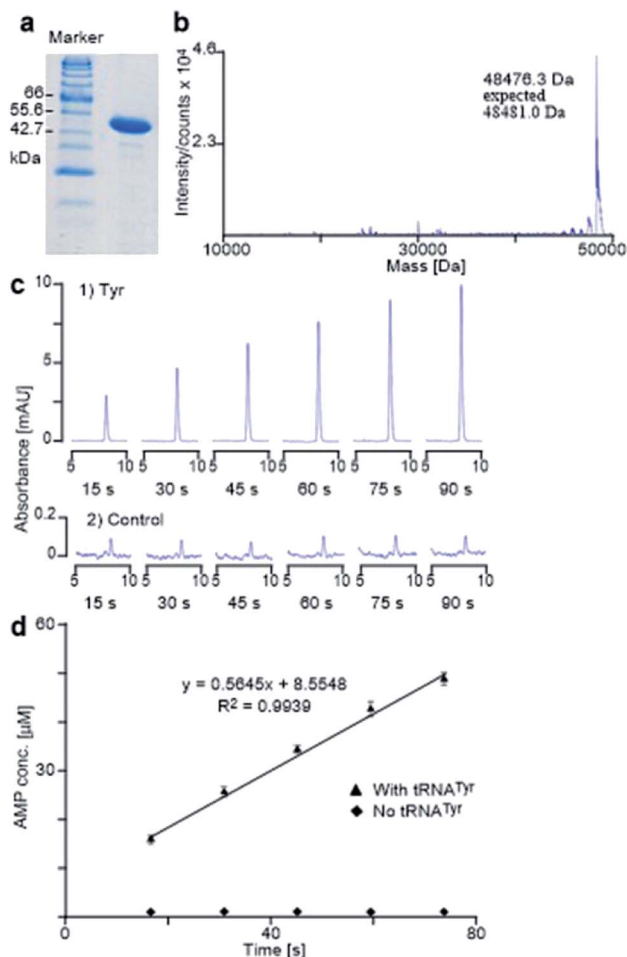 a
Marker
66
55.6
42.7
kDa
b
Intensity/counts x 10⁴
4.6
2.3
48476.3 Da
expected
48481.0 Da
10000 30000 50000
Mass [Da]
c
Absorbance [mAU]
1) Tyr
10
5
0
5 10 5 10 5 10 5 10 5 10 5 10
15 s 30 s 45 s 60 s 75 s 90 s
2) Control
0.2
0
5 10 5 10 5 10 5 10 5 10 5 10
15 s 30 s 45 s 60 s 75 s 90 s
d
AMP conc. [µM]
60
30
y = 0.5645x + 8.5548
R² = 0.9939
With tRNATyr
No tRNATyr
0 40 80
Time [s]